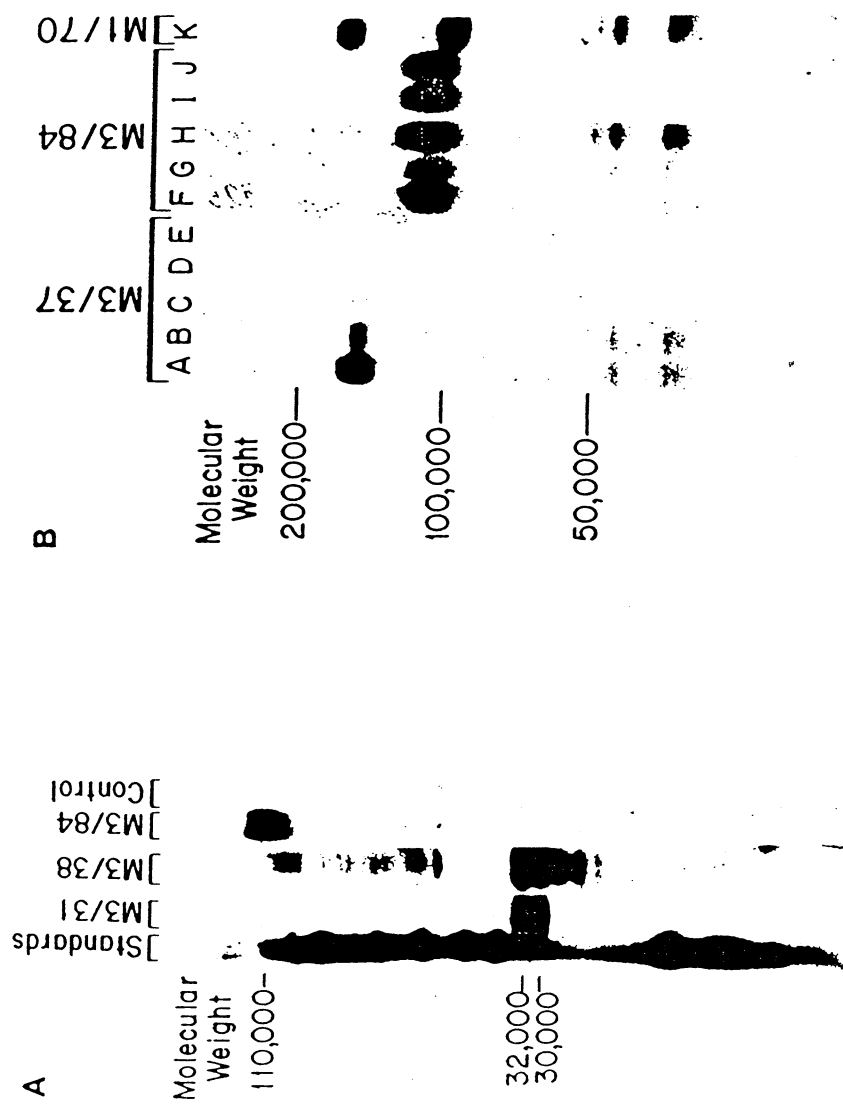 A
Molecular
Weight
110,000-
32,000-
30,000-
Standards
M3/31
M3/38
M3/84
Control
B
Molecular
Weight
200,000-
100,000-
50,000-
M3/37
M3/84
M1/70
A B C D E F G H I J K